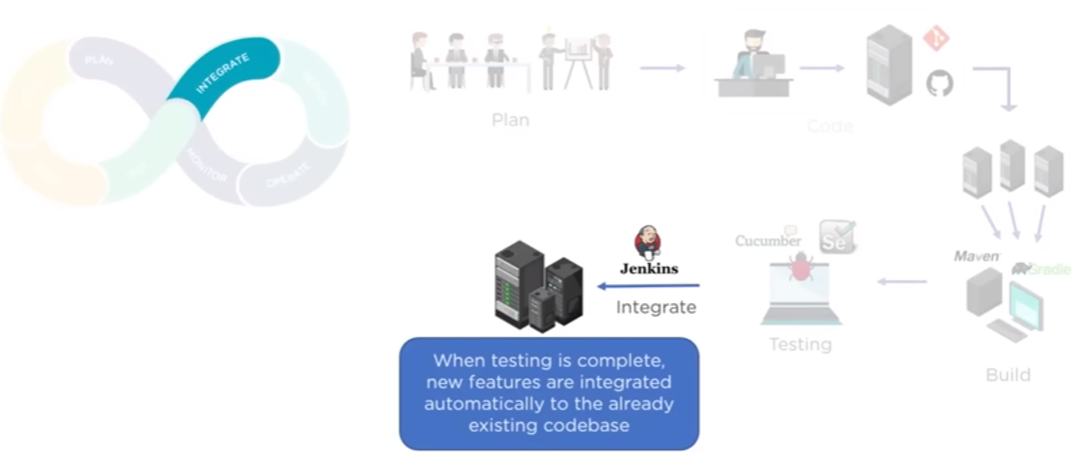 PLAN
INTEGRATE
MONITOR
OPERATE
Plan
Code
Cucumber
Se
Maven
Gradle
Jenkins
Integrate
Testing
Build
When testing is complete,
new features are integrated
automatically to the already
existing codebase